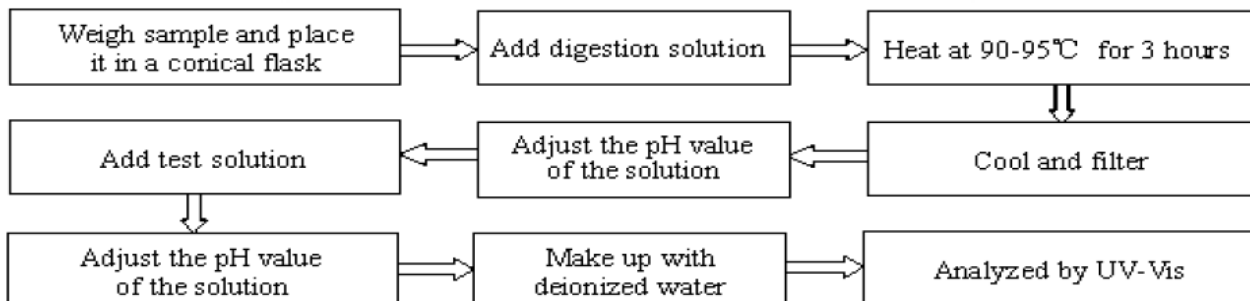 Weigh sample and place
it in a conical flask
Add digestion solution
Heat at 90-95℃ for 3 hours
Cool and filter
Adjust the pH value
of the solution
Add test solution
Adjust the pH value
of the solution
Make up with
deionized water
Analyzed by UV-Vis